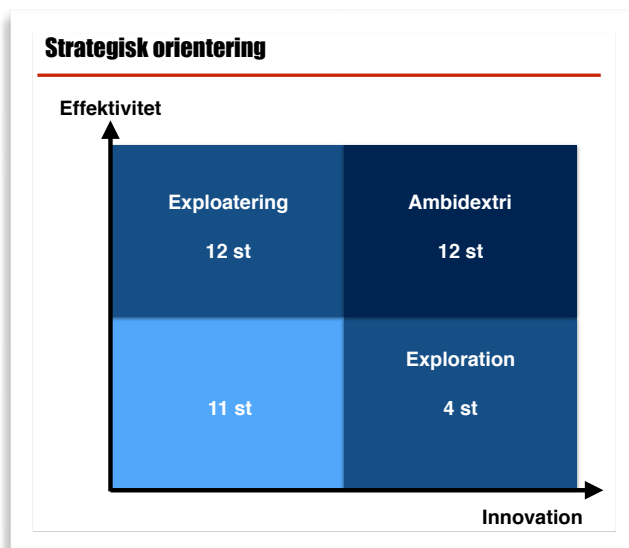 Strategisk orientering
Effektivitet
Exploatering
12 st
Ambidextri
12 st
11 st
Exploration
4 st
Innovation